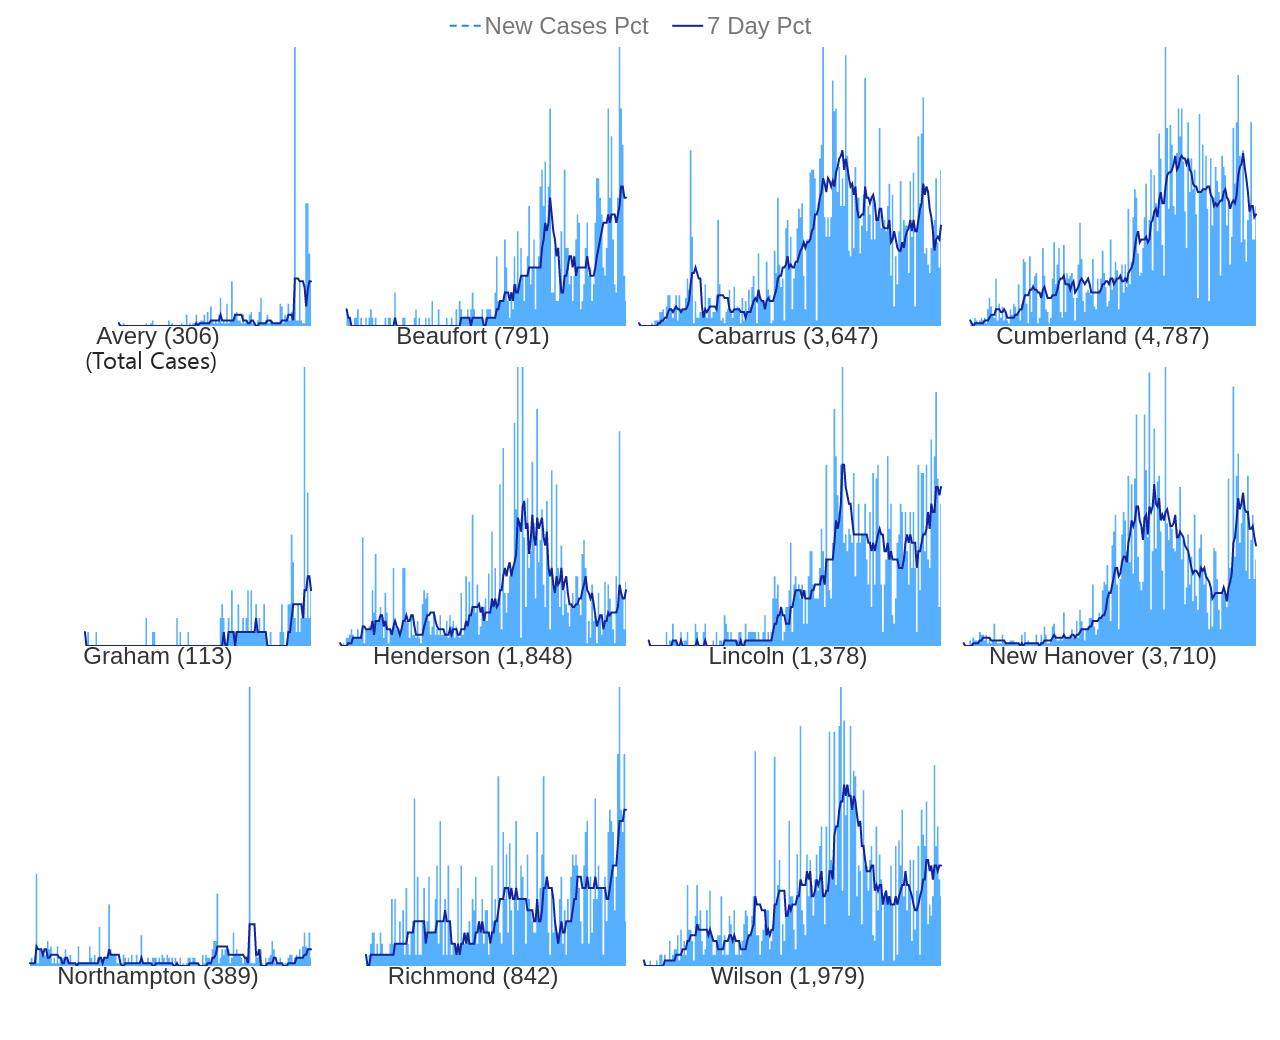 New Cases Pct 7 Day Pct
Avery (306) Beaufort (791) Cabarrus (3,647) Cumberland (4,787)
(Total Cases)
Graham (113) Henderson (1,848) Lincoln (1,378) New Hanover (3,710)
Northampton (389) Richmond (842) Wilson (1,979)